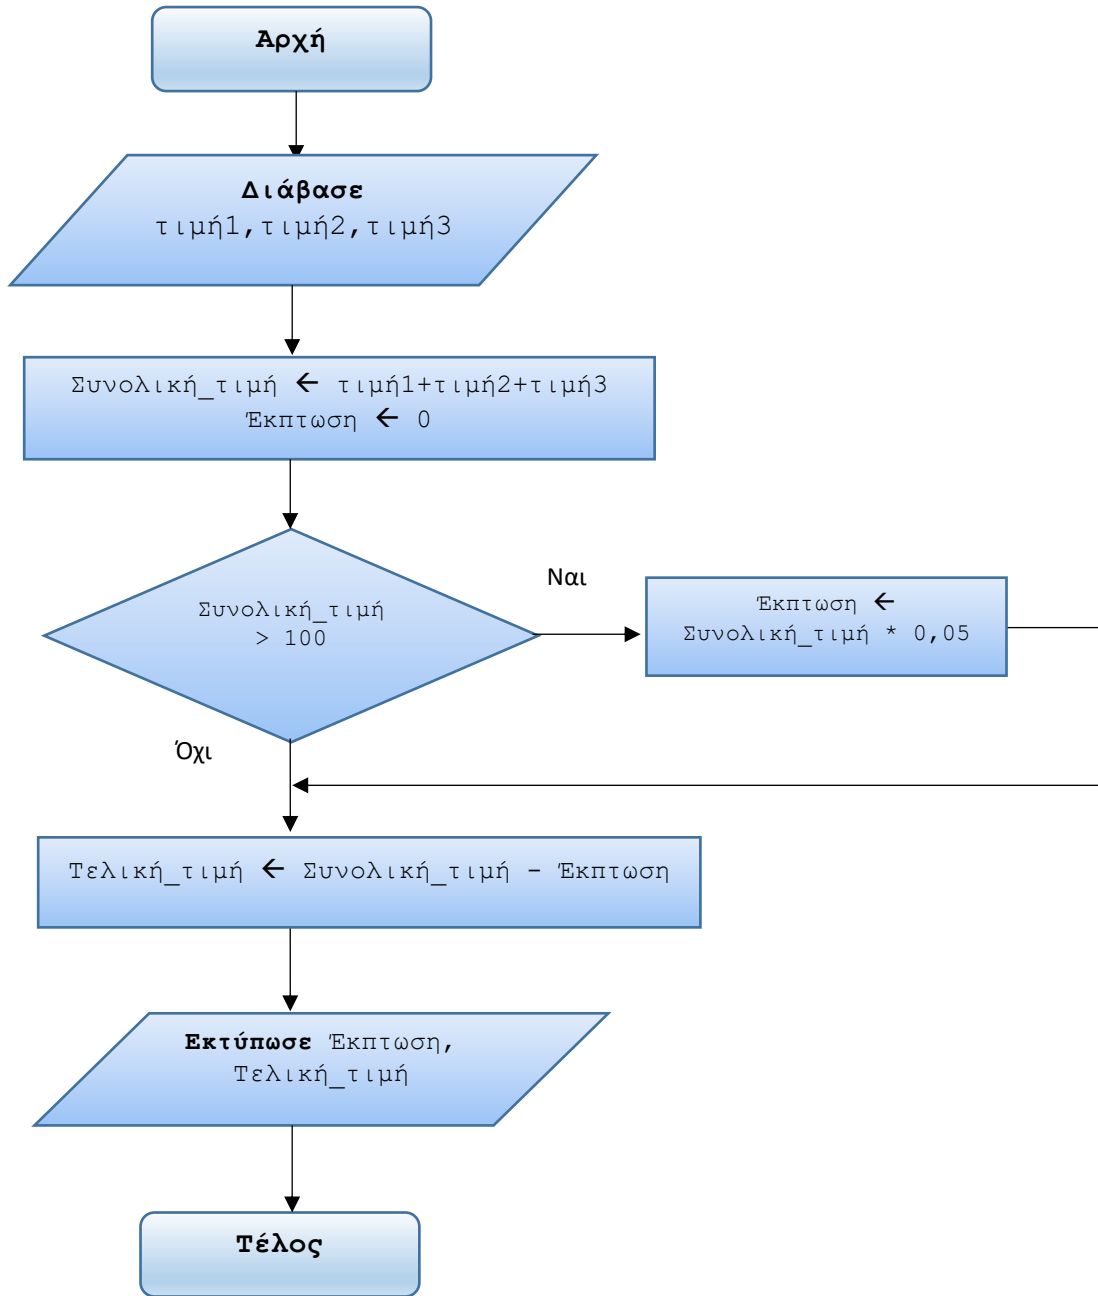 Αρχή
Διάβασε
τιμή1,τιμή2,τιμή3
Συνολική_τιμή ← τιμή1+τιμή2+τιμή3
Έκπτωση ← 0
Συνολική_τιμή
> 100
Ναι
Έκπτωση ←
Συνολική_τιμή * 0,05
Όχι
Τελική_τιμή ← Συνολική_τιμή - Έκπτωση
Εκτύπωσε Έκπτωση,
Τελική_τιμή
Τέλος